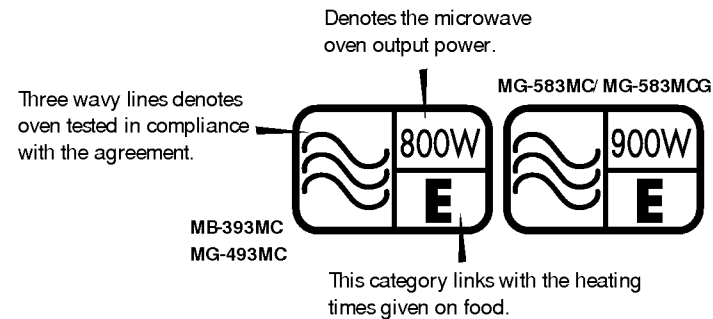 Denotes the microwave
oven output power.
MG-583MC/ MG-583MCG
Three wavy lines denotes
oven tested in compliance
with the agreement.
800W
E
900W
E
MB-393MC
MG-493MC
This category links with the heating
times given on food.